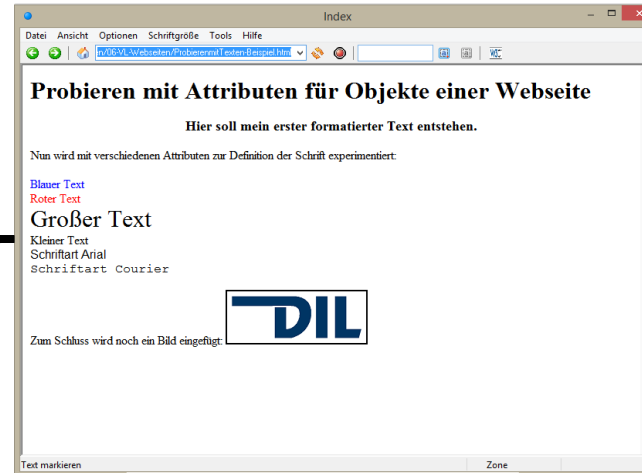 Index
Datei Ansicht Optionen Schriftgröße Tools Hilfe
n/06-VL-Webseiten/ProbierenmitTexten-Beispiel.htm
Probieren mit Attributen für Objekte einer Webseite
Hier soll mein erster formatierter Text entstehen.
Nun wird mit verschiedenen Attributen zur Definition der Schrift experimentiert:
Blauer Text
Roter Text
Großer Text
Kleiner Text
Schriftart Arial
Schriftart Courier
DIL
Zum Schluss wird noch ein Bild eingefügt:
Text markieren Zone